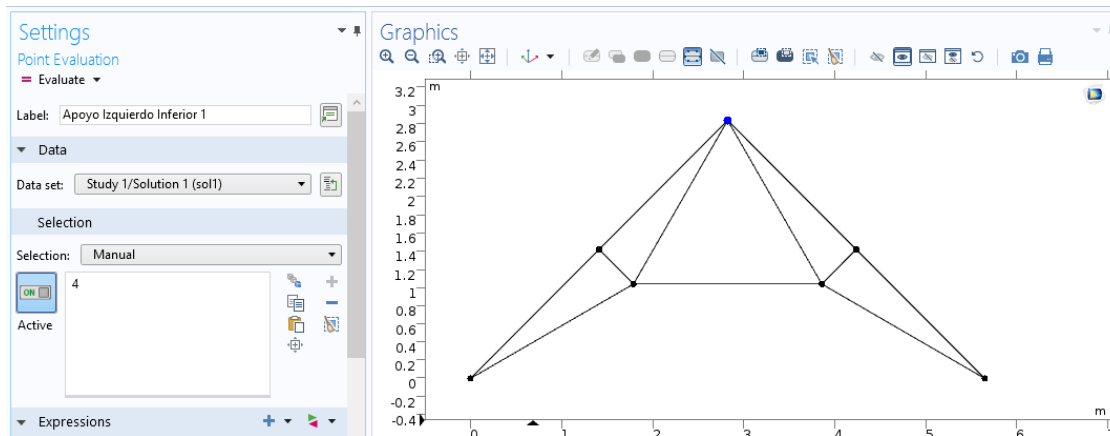 Settings
Point Evaluation
= Evaluate
Label: Apoyo Izquierdo Inferior 1
Data
Data set: Study 1/Solution 1 (sol1)
Selection
Selection: Manual
4
ON
Active
Expressions
Graphics
m
3.2
3
2.8
2.6
2.4
2.2
2
1.8
1.6
1.4
1.2
1
0.8
0.6
0.4
0.2
0
-0.2
-0.4
m
0 1 2 3 4 5 6